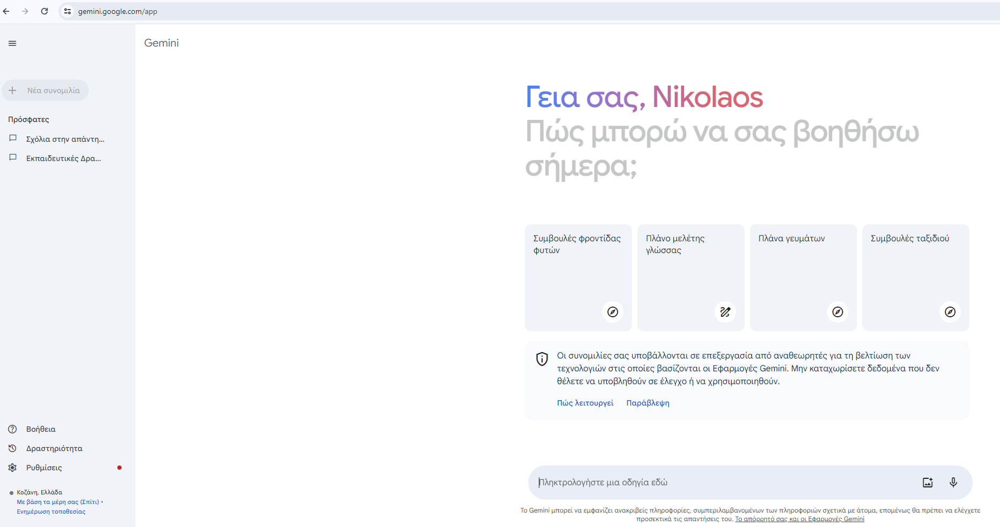 gemini.google.com/app
Gemini
Νέα συνομιλία
Πρόσφατες
Σχόλια στην απάντη...
Εκπαιδευτικές Δρα...
Γεια σας, Nikolaos
Πώς μπορώ να σας βοηθήσω
σήμερα;
Συμβουλές φροντίδας
φυτών
Πλάνο μελέτης
γλώσσας
Πλάνα γευμάτων
Συμβουλές ταξιδιού
Οι συνομιλίες σας υποβάλλονται σε επεξεργασία από αναθεωρητές για τη βελτίωση των
τεχνολογιών στις οποίες βασίζονται οι Εφαρμογές Gemini. Μην καταχωρίσετε δεδομένα που δεν
θέλετε να υποβληθούν σε έλεγχο ή να χρησιμοποιηθούν.
Πώς λειτουργεί Παράβλεψη
Βοήθεια
Δραστηριότητα
Ρυθμίσεις
Κοζάνη, Ελλάδα
Με βάση τα μέρη σας (Σπίτι) •
Ενημέρωση τοποθεσίας
Πληκτρολογήστε μια οδηγία εδώ
Το Gemini μπορεί να εμφανίζει ανακριβείς πληροφορίες, συμπεριλαμβανομένων των πληροφοριών σχετικά με άτομα, επομένως θα πρέπει να ελέγχετε
προσεκτικά τις απαντήσεις του. Το απόρρητό σας και οι Εφαρμογές Gemini